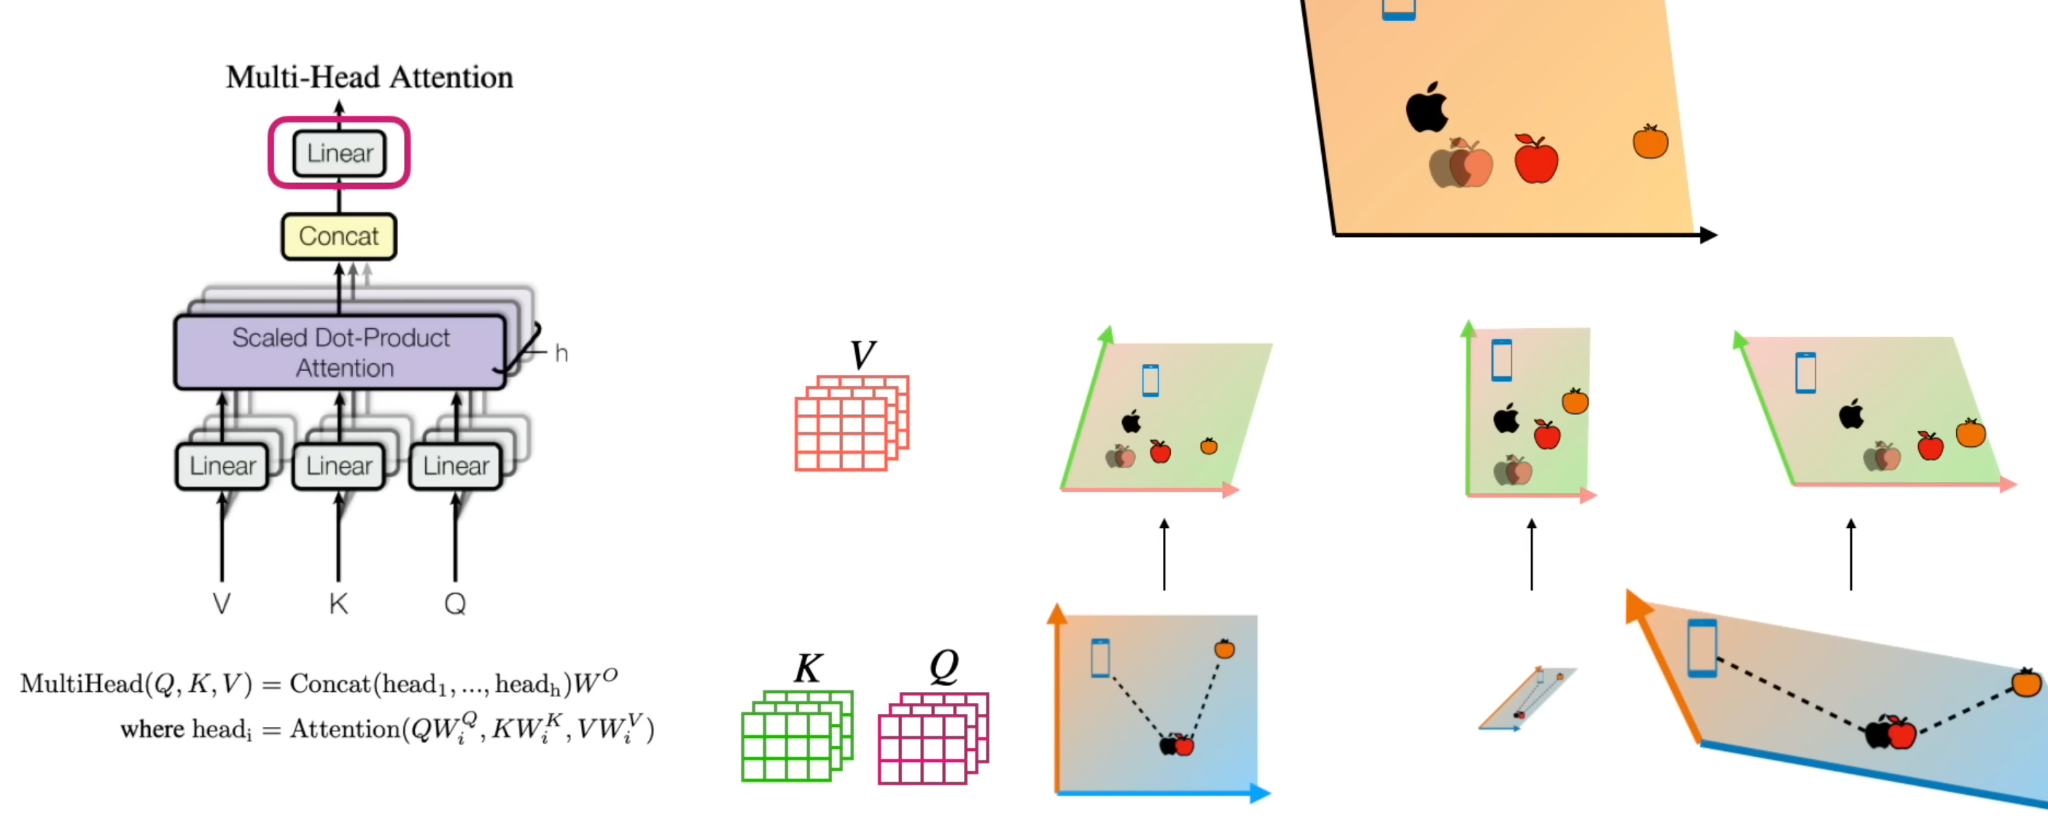 Multi-Head Attention
Linear
Concat
Scaled Dot-Product
Attention
h
Linear
Linear
Linear
V
K
Q
MultiHead(Q, K, V) = Concat(head₁, ..., headₕ)W^O
where headᵢ = Attention(QWᵢ^Q, KWᵢ^K, VWᵢ^V)
V
K
Q